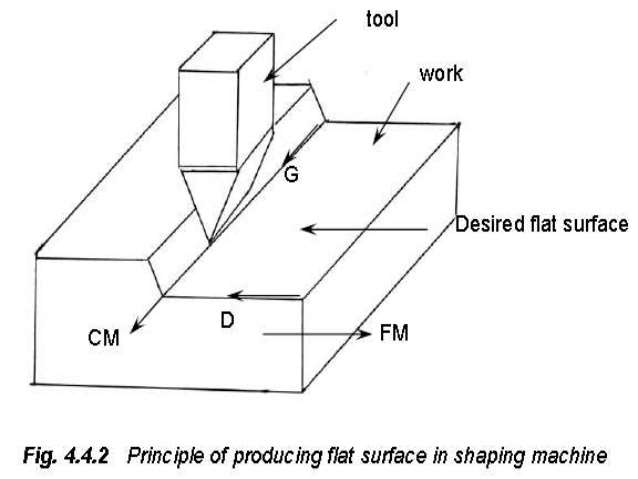 tool
work
G
Desired flat surface
D
CM
FM
Fig. 4.4.2 Principle of producing flat surface in shaping machine